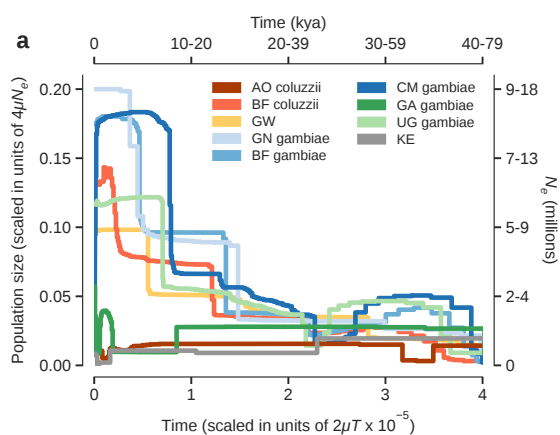 a
Time (kya)
0 10-20 20-39 30-59 40-79
Population size (scaled in units of 4μNe)
0.20
0.15
0.10
0.05
0.00
AO coluzzii
BF coluzzii
GW
GN gambiae
BF gambiae
CM gambiae
GA gambiae
UG gambiae
KE
9-18
7-13
5-9
2-4
0
Ne (millions)
0 1 2 3 4
Time (scaled in units of 2μT x 10⁻⁵)